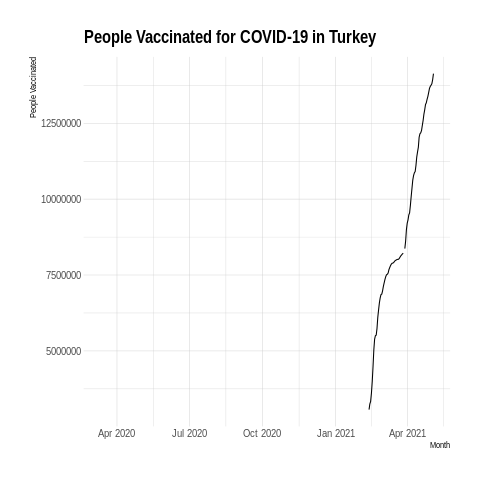 People Vaccinated for COVID-19 in Turkey
People Vaccinated
12500000
10000000
7500000
5000000
Apr 2020 Jul 2020 Oct 2020 Jan 2021 Apr 2021
Month